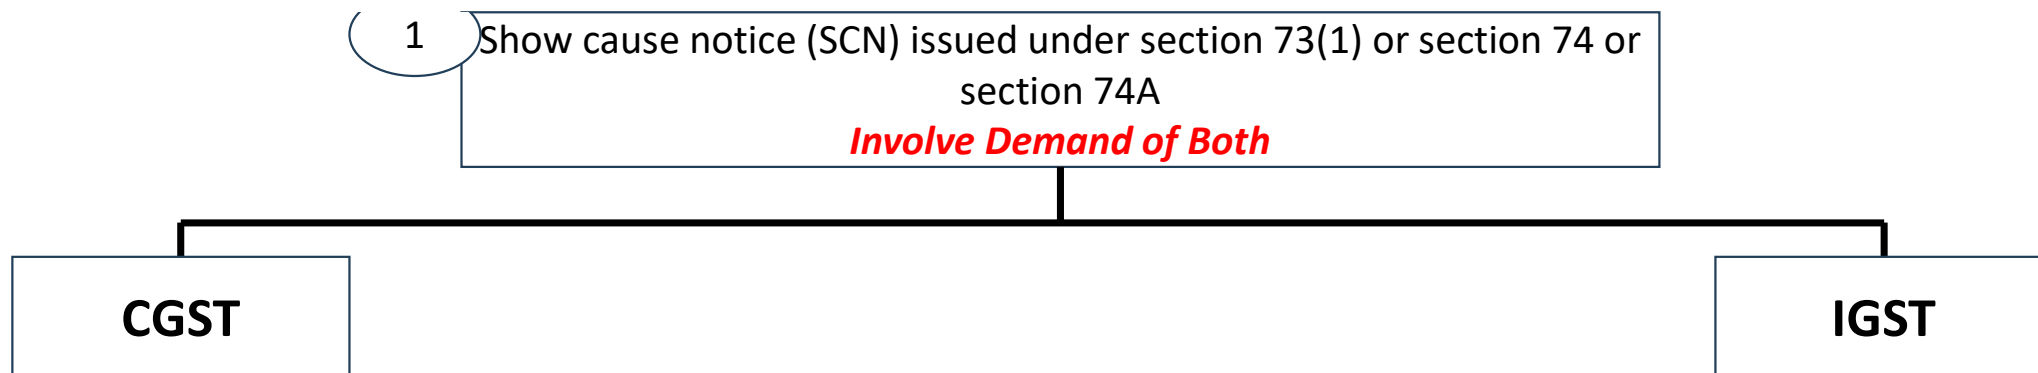 1
Show cause notice (SCN) issued under section 73(1) or section 74 or
section 74A
Involve Demand of Both
CGST
IGST